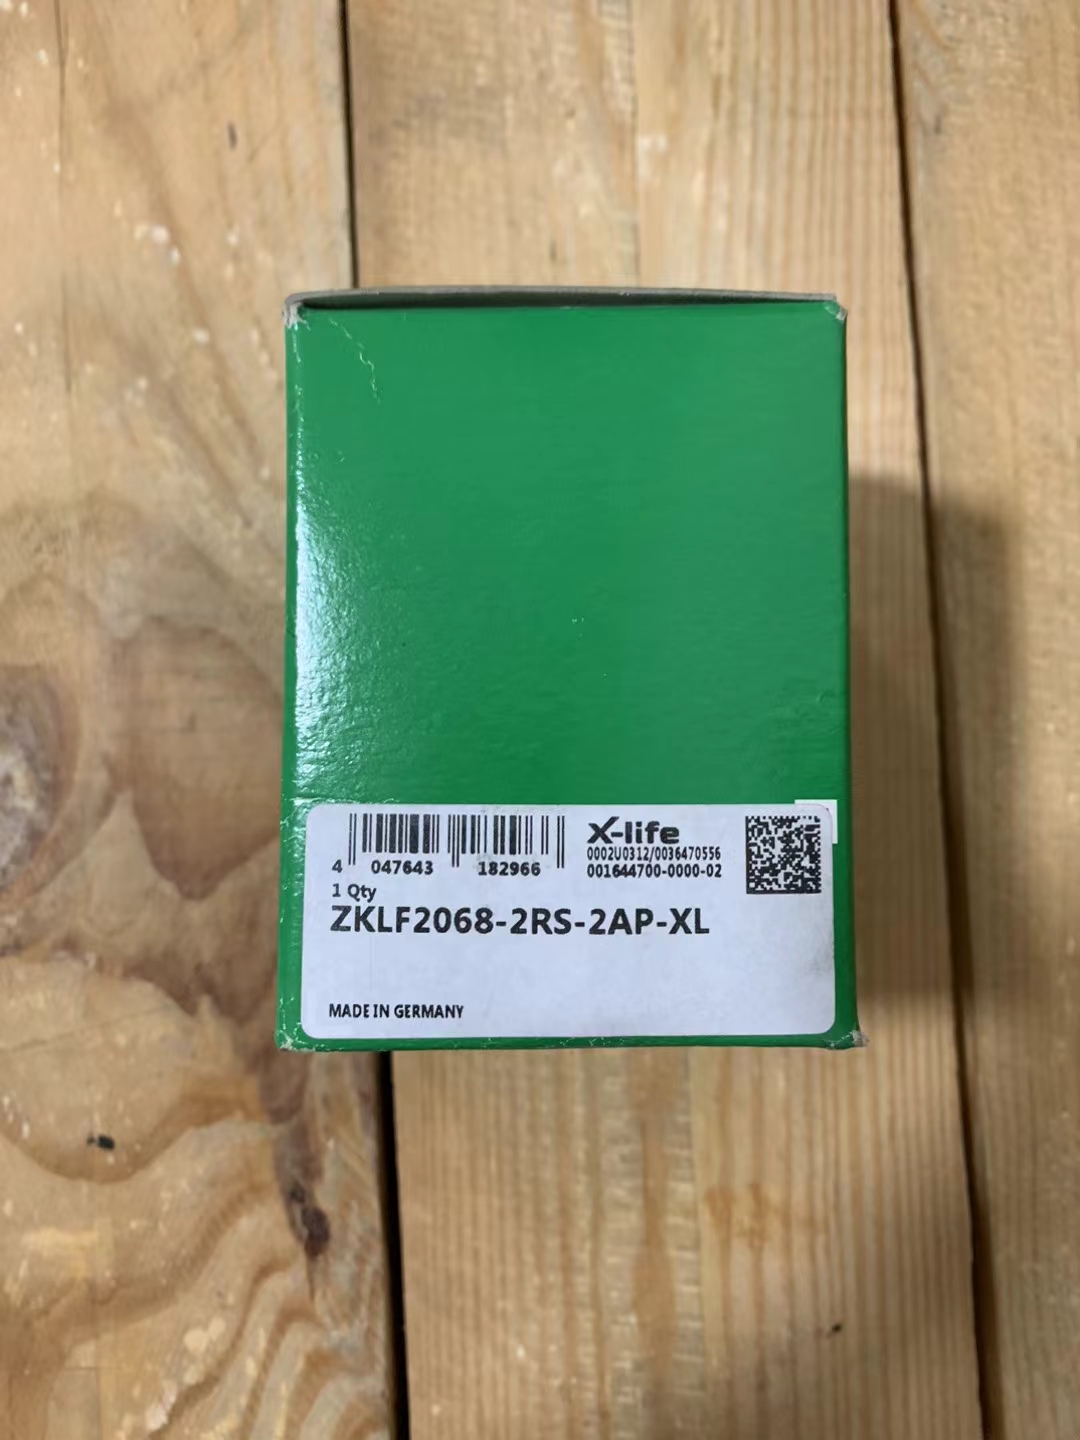 X-life
0002U0312/0036470556
001644700-0000-02
4 047643 182966
1 Qty
ZKLF2068-2RS-2AP-XL
MADE IN GERMANY